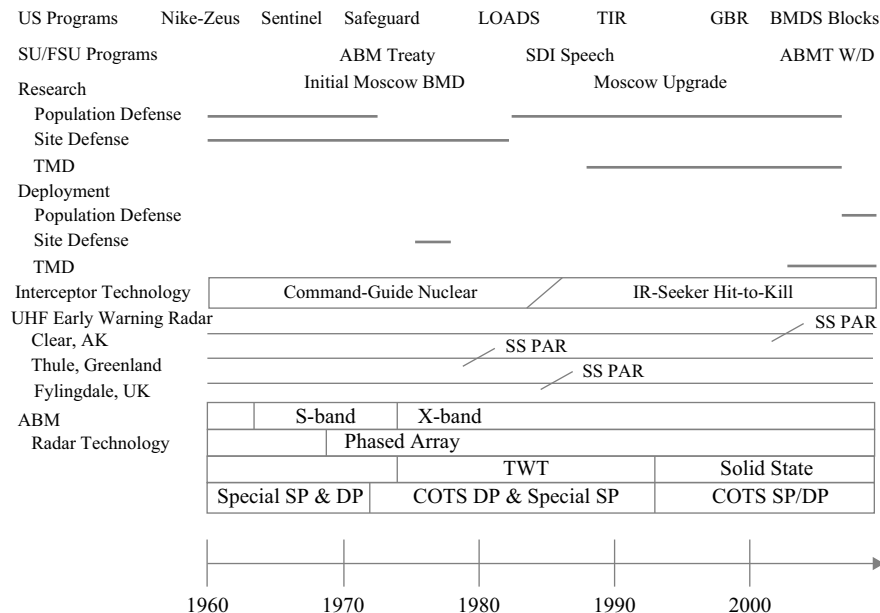 US Programs Nike-Zeus Sentinel Safeguard LOADS TIR GBR BMDS Blocks
SU/FSU Programs ABM Treaty SDI Speech ABMT W/D
Initial Moscow BMD Moscow Upgrade
Research
Population Defense
Site Defense
TMD
Deployment
Population Defense
Site Defense
TMD
Interceptor Technology Command-Guide Nuclear IR-Seeker Hit-to-Kill
UHF Early Warning Radar
Clear, AK SS PAR
Thule, Greenland SS PAR
Fylingdale, UK SS PAR
ABM S-band X-band
Radar Technology Phased Array
TWT Solid State
Special SP & DP COTS DP & Special SP COTS SP/DP
1960 1970 1980 1990 2000